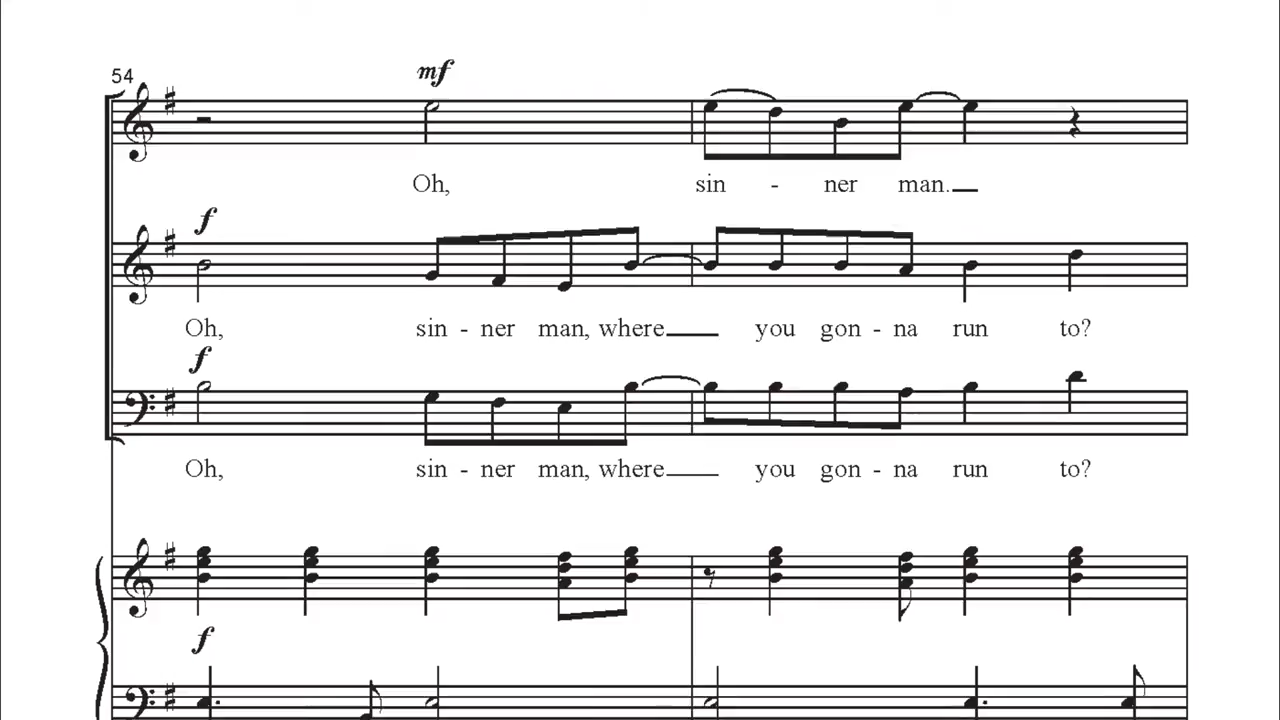 54
mf
Oh, sin - ner man.
f
Oh, sin - ner man, where you gon - na run to?
f
Oh, sin - ner man, where you gon - na run to?
f